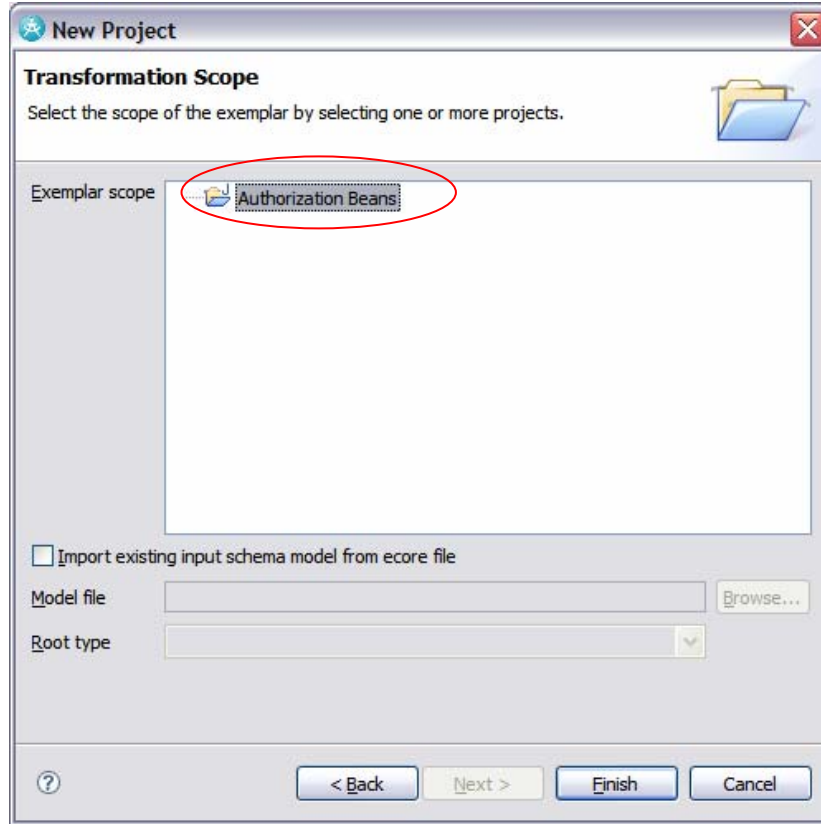 New Project
Transformation Scope
Select the scope of the exemplar by selecting one or more projects.
Exemplar scope
Authorization Beans
Import existing input schema model from ecore file
Model file
Browse...
Root type
?
< Back
Next >
Finish
Cancel